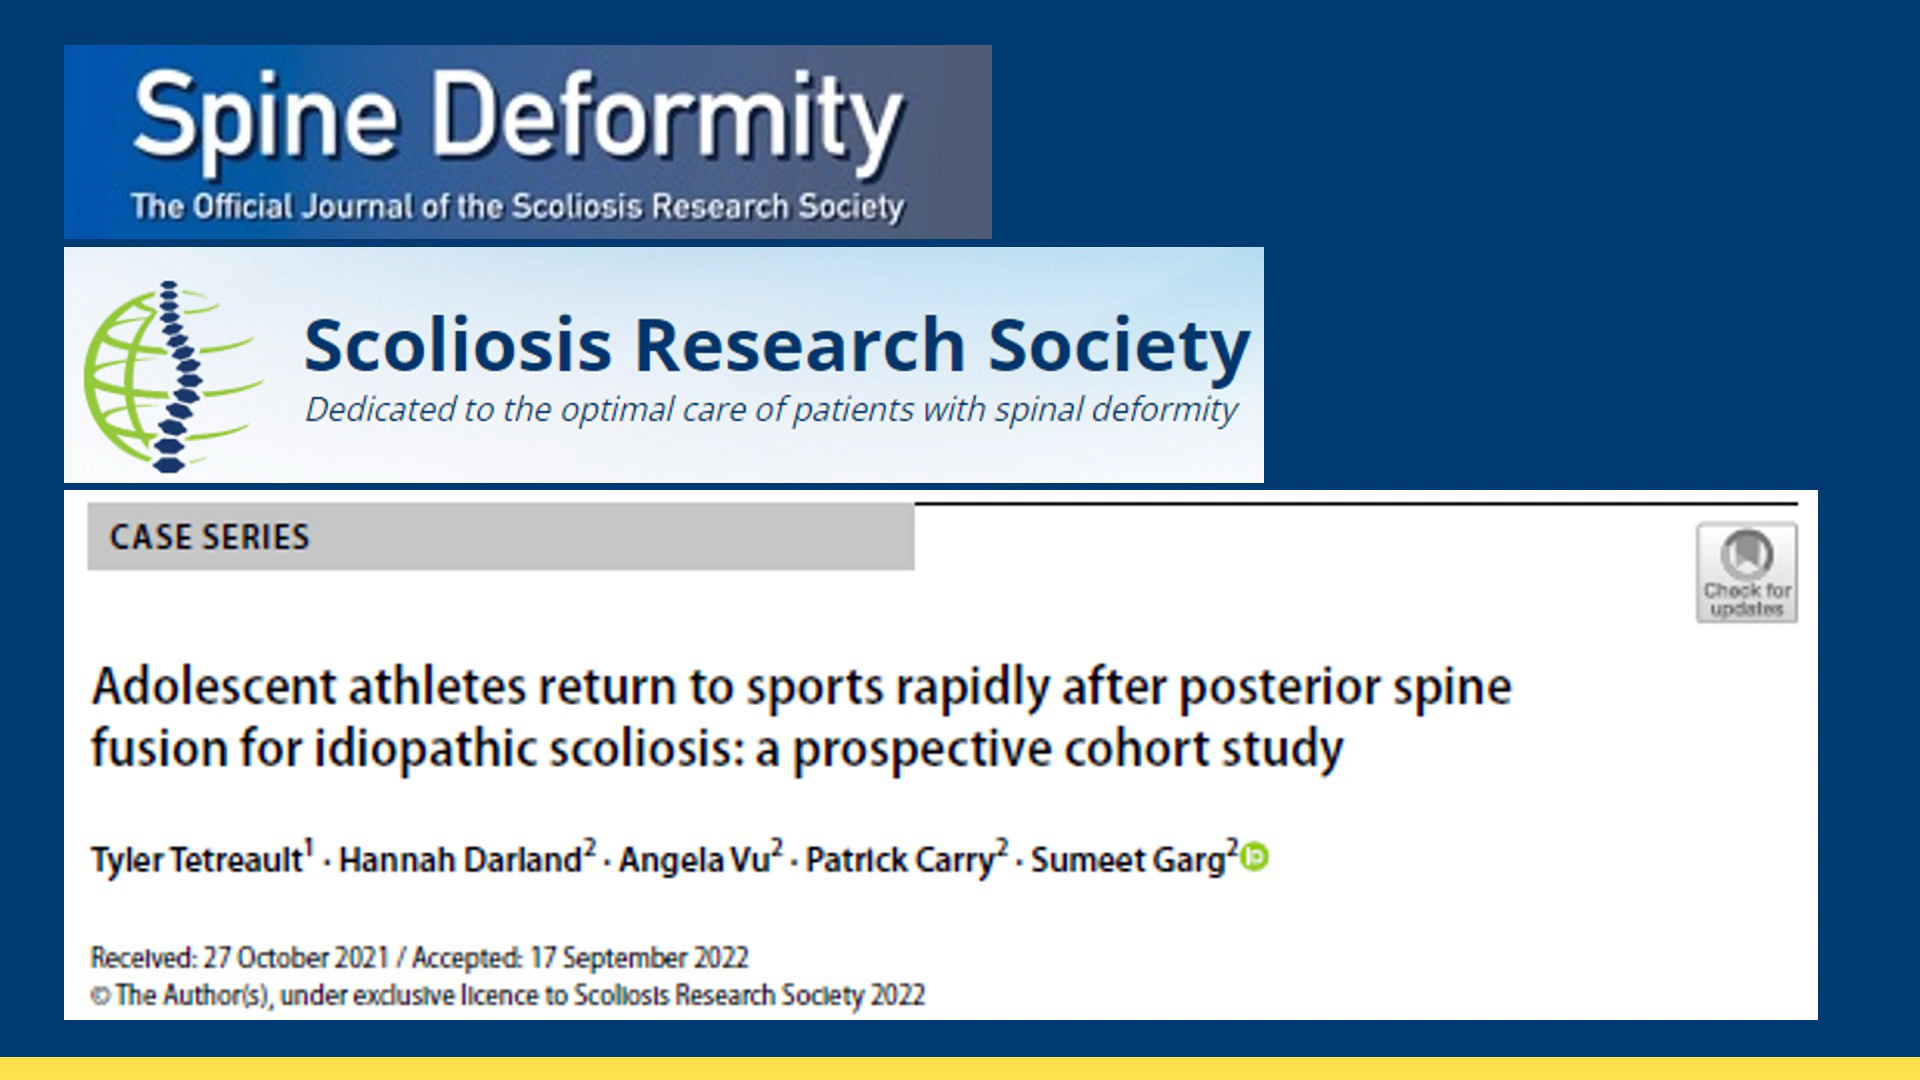 Spine Deformity
The Official Journal of the Scoliosis Research Society
Scoliosis Research Society
Dedicated to the optimal care of patients with spinal deformity
CASE SERIES
Check for
updates
Adolescent athletes return to sports rapidly after posterior spine
fusion for idiopathic scoliosis: a prospective cohort study
Tyler Tetreault¹ · Hannah Darland² · Angela Vu² · Patrick Carry² · Sumeet Garg² iD
Received: 27 October 2021 / Accepted: 17 September 2022
© The Author(s), under exclusive licence to Scoliosis Research Society 2022